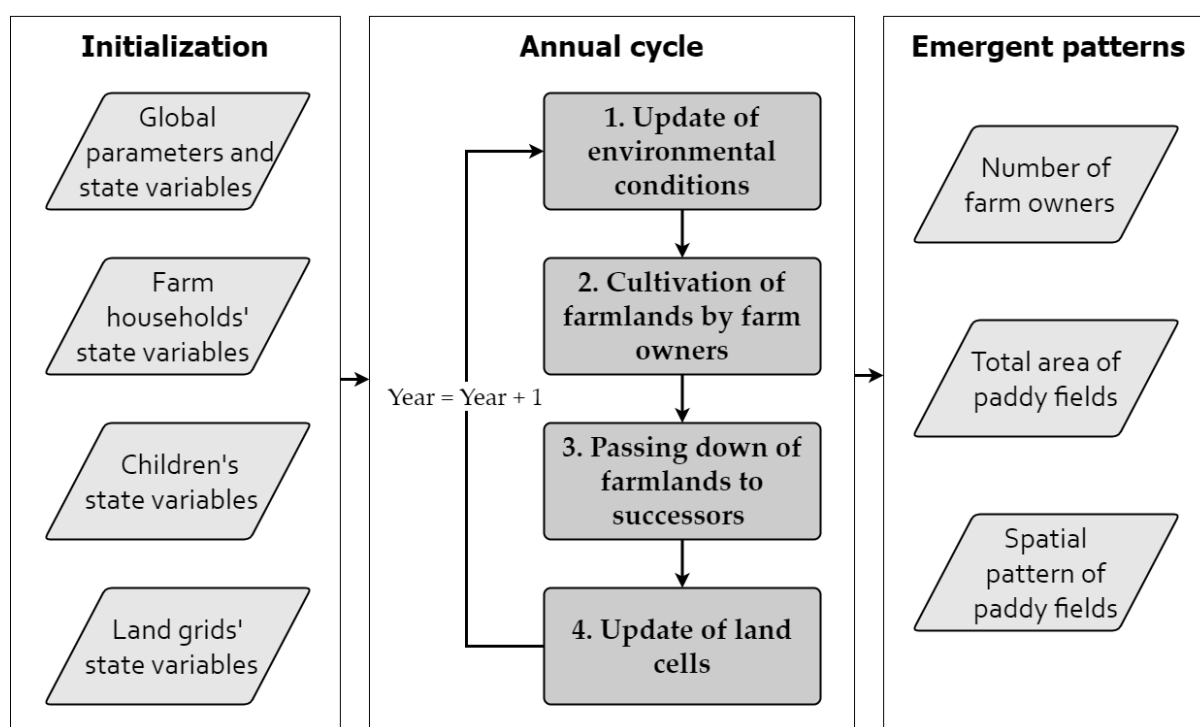 Initialization
Global
parameters and
state variables
Farm
households'
state variables
Children's
state variables
Land grids'
state variables
Annual cycle
1. Update of
environmental
conditions
2. Cultivation of
farmlands by farm
owners
Year = Year + 1
3. Passing down of
farmlands to
successors
4. Update of land
cells
Emergent patterns
Number of
farm owners
Total area of
paddy fields
Spatial
pattern of
paddy fields